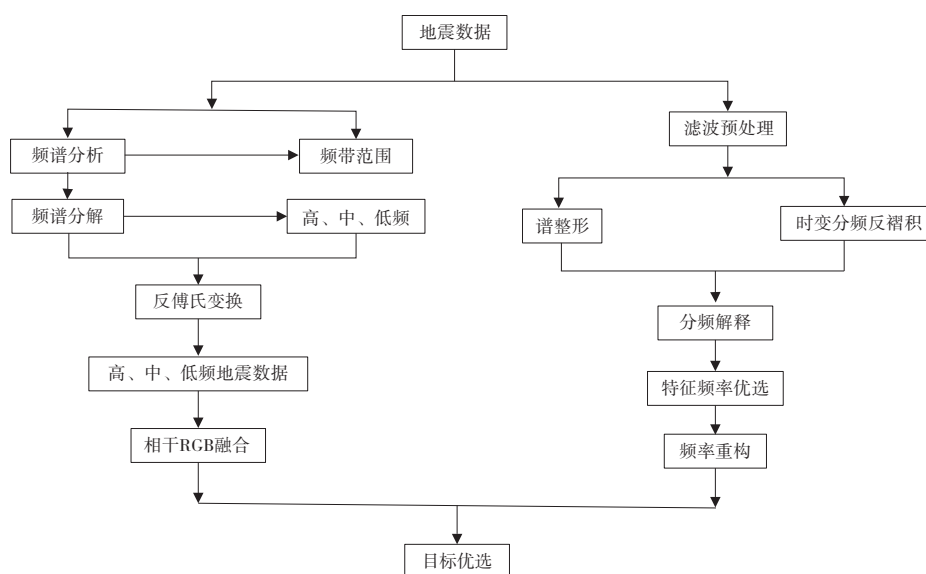 地震数据
滤波预处理
频谱分析
频带范围
频谱分解
高、中、低频
谱整形
时变分频反褶积
反傅氏变换
分频解释
高、中、低频地震数据
特征频率优选
相干RGB融合
频率重构
目标优选